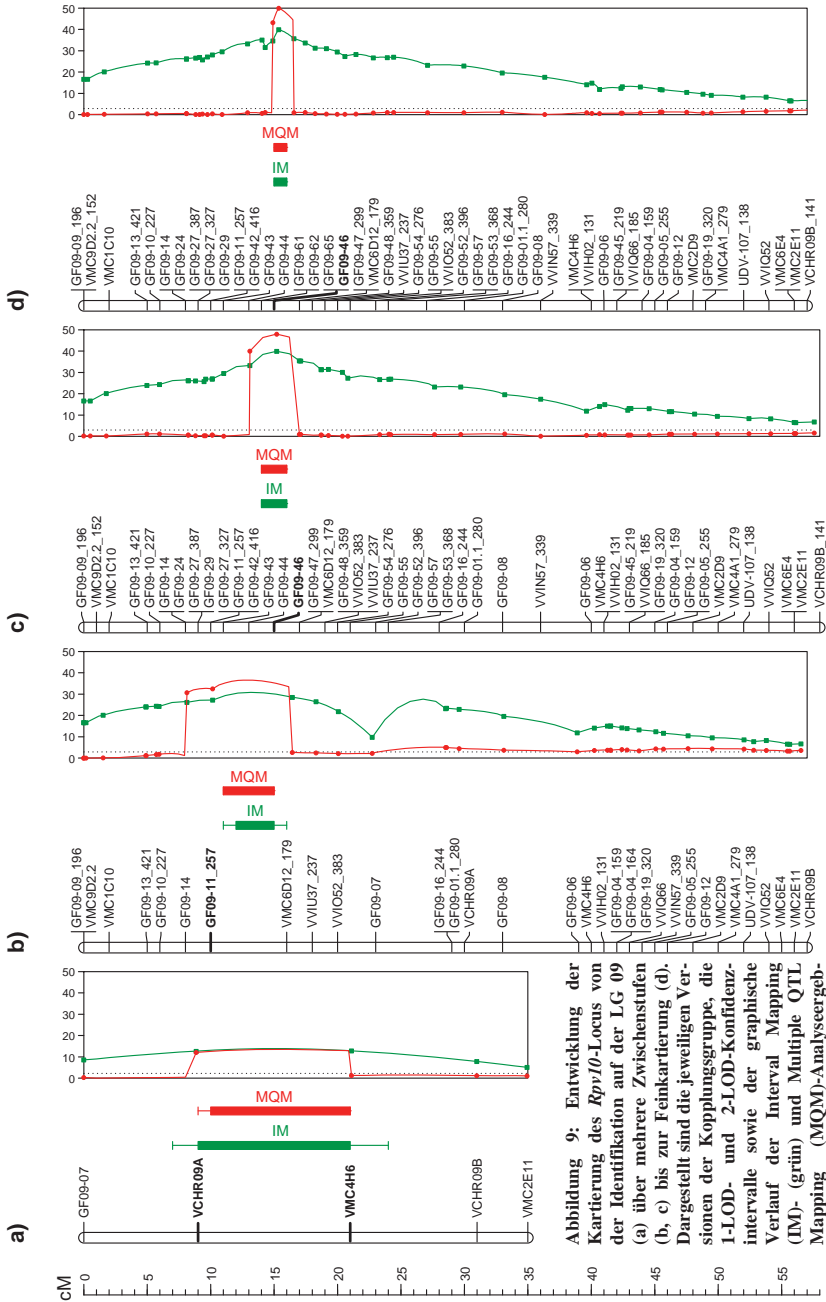 cM
0
5
10
15
20
25
30
35
40
45
50
55
a)
GF09-07
VCHR09A
VMC4H6
VCHR09B
VMC2E11
IM
MQM
0
10
20
30
40
50
Abbildung 9: Entwicklung der
Kartierung des Rpv10-Locus von
der Identifikation auf der LG 09
(a) über mehrere Zwischenstufen
(b, c) bis zur Feinkartierung (d).
Dargestellt sind die jeweiligen Ver-
sionen der Kopplungsgruppe, die
1-LOD- und 2-LOD-Konfidenz-
intervalle sowie der graphische
Verlauf der Interval Mapping
(IM)- (grün) und Multiple QTL
Mapping (MQM)-Analyseergeb-
b)
GF09-09_196
VMC9D2.2
VMC1C10
GF09-13_421
GF09-10_227
GF09-14
GF09-11_257
VMC6D12_179
VVIU37_237
VVIO52_383
GF09-07
GF09-16_244
GF09-01.1_280
VCHR09A
GF09-08
GF09-06
VMC4H6
VVIH02_131
GF09-04_159
GF09-04_164
GF09-19_320
VVIQ66
VVIN57_339
GF09-05_255
GF09-12
VMC2D9
VMC4A1_279
UDV-107_138
VVIQ52
VMC6E4
VMC2E11
VCHR09B
IM
MQM
0
10
20
30
40
50
c)
GF09-09_196
VMC9D2.2_152
VMC1C10
GF09-13_421
GF09-10_227
GF09-14
GF09-24
GF09-27_387
GF09-29
GF09-27_327
GF09-11_257
GF09-42_416
GF09-43
GF09-44
GF09-46
GF09-47_299
VMC6D12_179
GF09-48_359
VVIO52_383
VVIU37_237
GF09-54_276
GF09-55
GF09-52_396
GF09-57
GF09-53_368
GF09-16_244
GF09-01.1_280
GF09-08
VVIN57_339
GF09-06
VMC4H6
VVIH02_131
GF09-45_219
VVIQ66_185
GF09-19_320
GF09-04_159
GF09-12
GF09-05_255
VMC2D9
VMC4A1_279
UDV-107_138
VVIQ52
VMC6E4
VMC2E11
VCHR09B_141
IM
MQM
0
10
20
30
40
50
d)
GF09-09_196
VMC9D2.2_152
VMC1C10
GF09-13_421
GF09-10_227
GF09-14
GF09-24
GF09-27_387
GF09-27_327
GF09-29
GF09-11_257
GF09-42_416
GF09-43
GF09-44
GF09-61
GF09-62
GF09-65
GF09-46
GF09-47_299
VMC6D12_179
GF09-48_359
VVIU37_237
GF09-54_276
GF09-55
VVIO52_383
GF09-52_396
GF09-57
GF09-53_368
GF09-16_244
GF09-01.1_280
GF09-08
VVIN57_339
VMC4H6
VVIH02_131
GF09-06
GF09-45_219
VVIQ66_185
GF09-04_159
GF09-05_255
GF09-12
VMC2D9
GF09-19_320
VMC4A1_279
UDV-107_138
VVIQ52
VMC6E4
VMC2E11
VCHR09B_141
IM
MQM
0
10
20
30
40
50